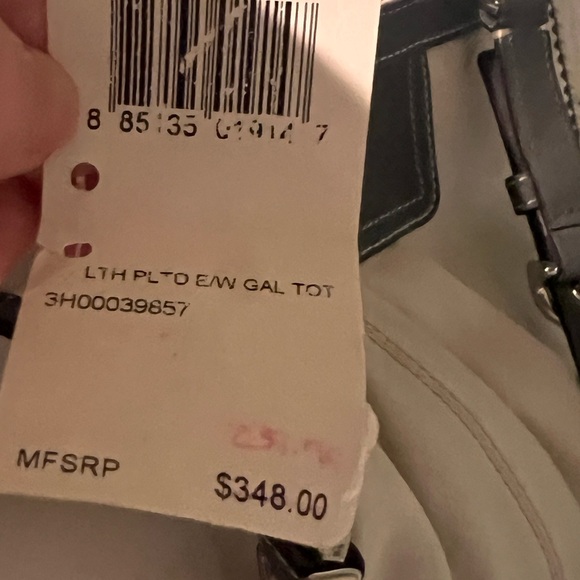 8 85135 01914 7
LTH PLTD E/W GAL TOT
3H00039857
MFSRP
$348.00